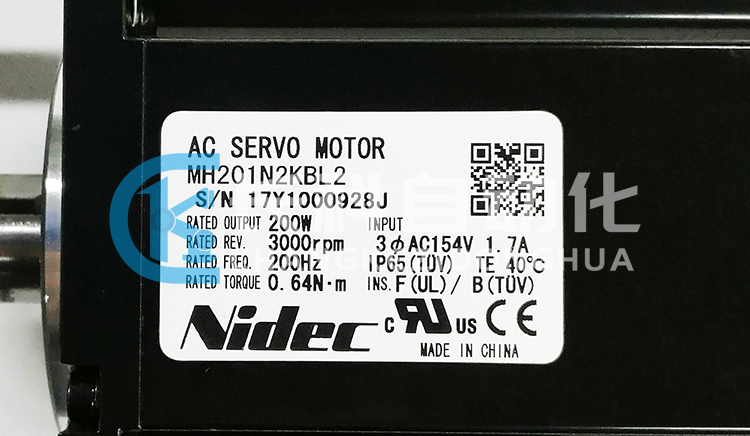 AC SERVO MOTOR
MH201N2KBL2
S/N 17Y1000928J
RATED OUTPUT 200W INPUT
RATED REV. 3000rpm 3ϕAC154V 1.7A
RATED FREQ. 200Hz IP65(TÜV) TE 40℃
RATED TORQUE 0.64N·m INS.F(UL)/B(TÜV)
Nidec c RU US CE
MADE IN CHINA